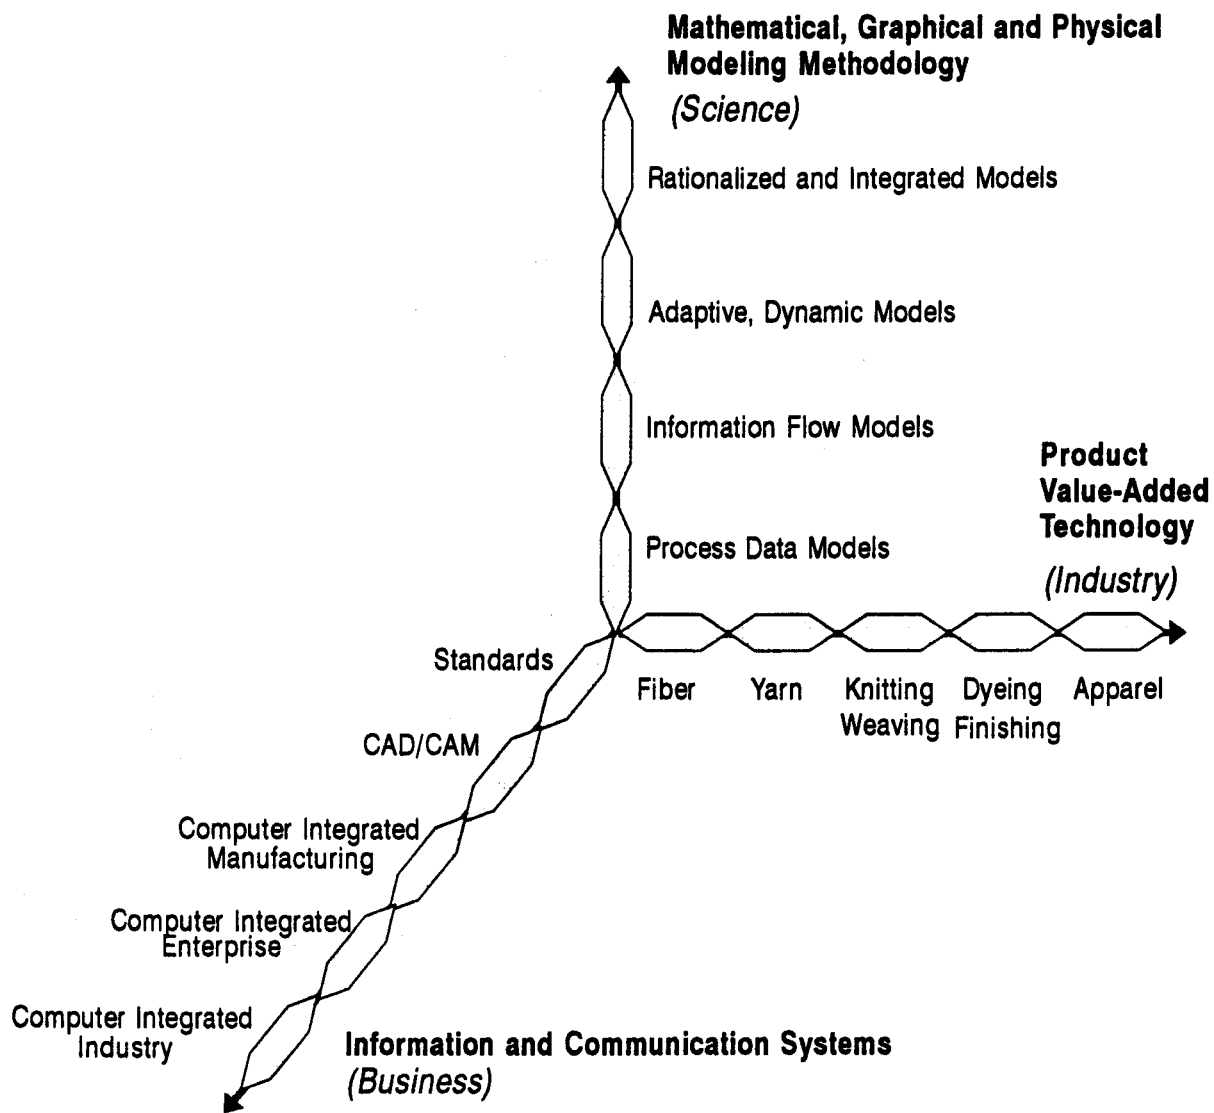 Mathematical, Graphical and Physical
Modeling Methodology
(Science)
Rationalized and Integrated Models
Adaptive, Dynamic Models
Information Flow Models
Process Data Models
Product
Value-Added
Technology
(Industry)
Fiber
Yarn
Knitting
Weaving
Dyeing
Finishing
Apparel
Standards
CAD/CAM
Computer Integrated
Manufacturing
Computer Integrated
Enterprise
Computer Integrated
Industry
Information and Communication Systems
(Business)